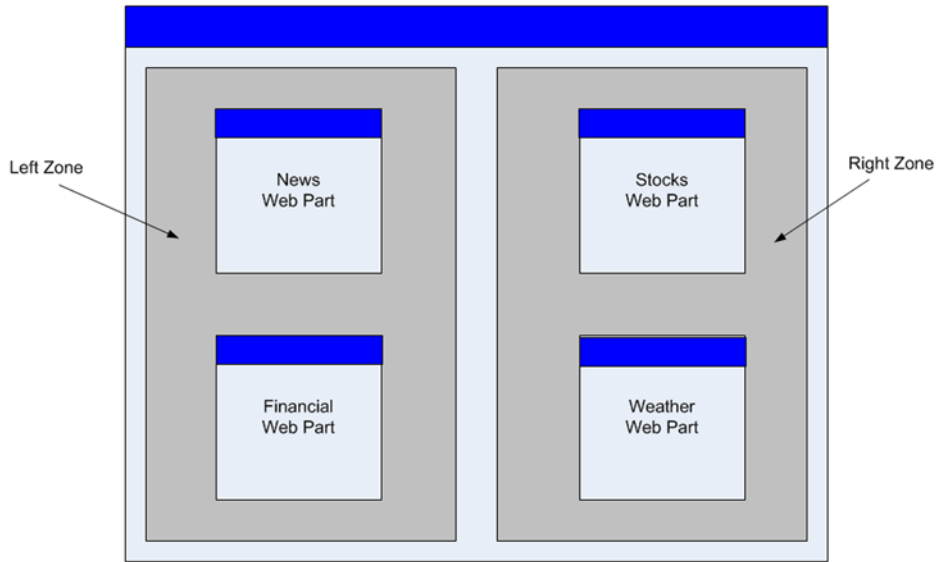 Left Zone
News
Web Part
Stocks
Web Part
Right Zone
Financial
Web Part
Weather
Web Part